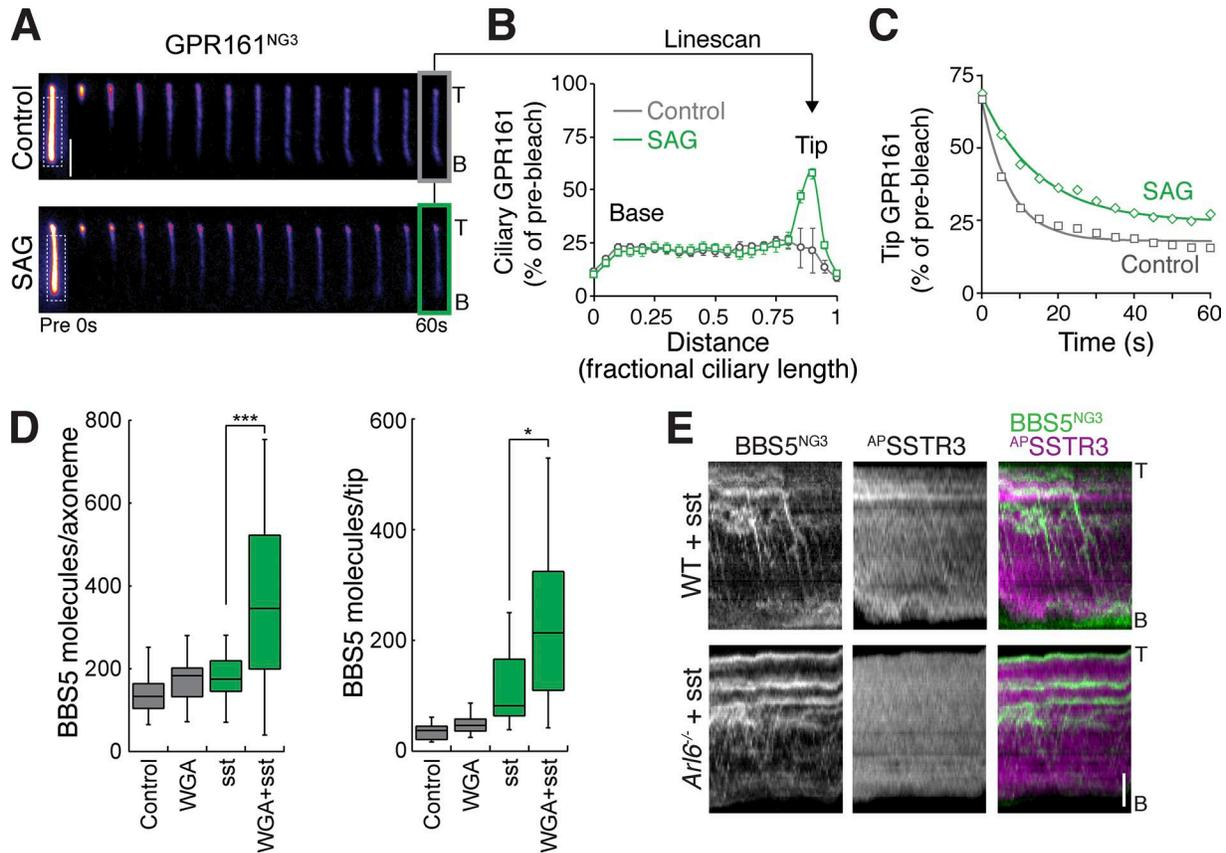 A
GPR161NG3
Control
T
B
SAG
T
B
Pre 0s
60s
B
Linescan
Ciliary GPR161
(% of pre-bleach)
100
75
50
25
0
Control
SAG
Tip
Base
0 0.25 0.5 0.75 1
Distance
(fractional ciliary length)
C
Tip GPR161
(% of pre-bleach)
75
50
25
0
SAG
Control
0 20 40 60
Time (s)
D
BBS5 molecules/axoneme
800
600
400
200
0
***
Control
WGA
sst
WGA+sst
BBS5 molecules/tip
600
400
200
0
*
Control
WGA
sst
WGA+sst
E
BBS5NG3
APSSTR3
BBS5NG3
APSSTR3
WT + sst
T
B
Arl6-/- + sst
T
B